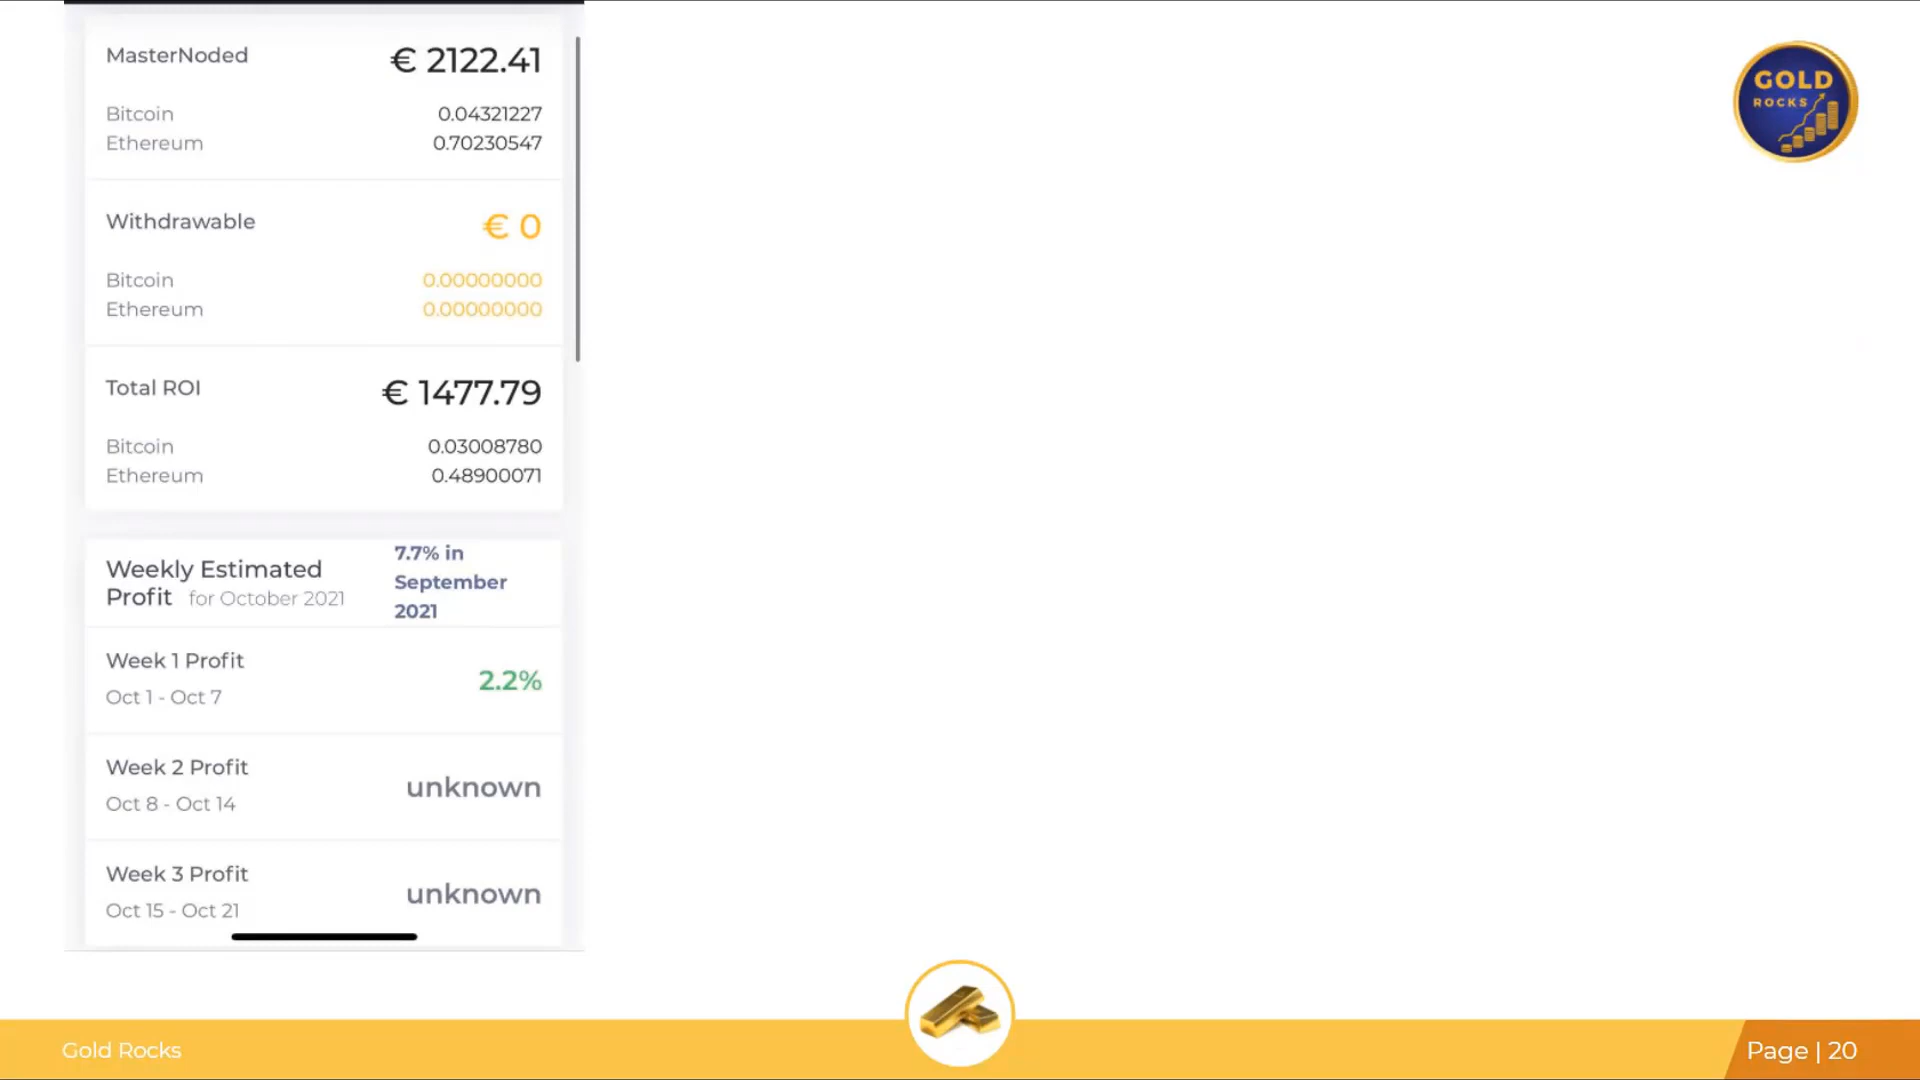 MasterNoded € 2122.41
Bitcoin 0.04321227
Ethereum 0.70230547
Withdrawable € 0
Bitcoin 0.00000000
Ethereum 0.00000000
Total ROI € 1477.79
Bitcoin 0.03008780
Ethereum 0.48900071
Weekly Estimated
Profit for October 2021
7.7% in
September
2021
Week 1 Profit
Oct 1 - Oct 7
2.2%
Week 2 Profit
Oct 8 - Oct 14
unknown
Week 3 Profit
Oct 15 - Oct 21
unknown
GOLD
ROCKS
Gold Rocks
Page | 20